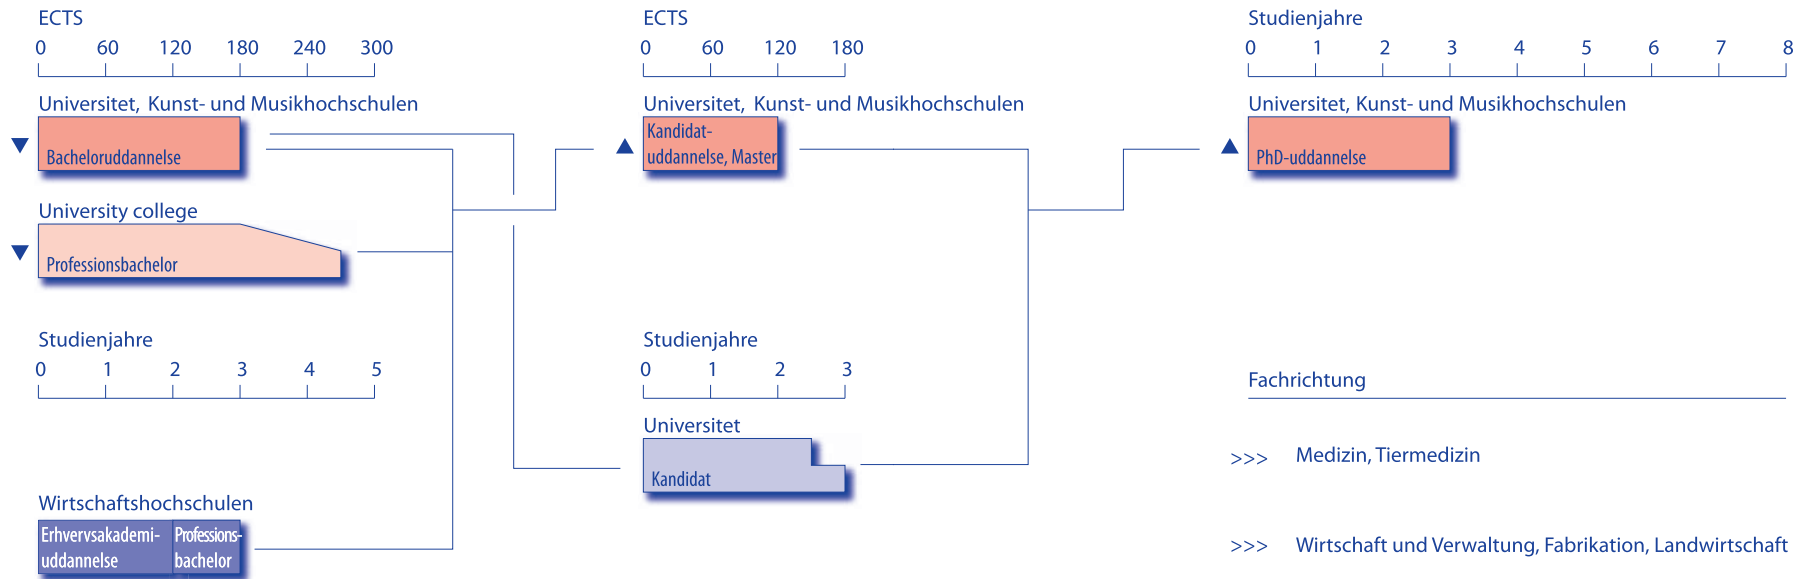 ECTS
0 60 120 180 240 300
Universitet, Kunst- und Musikhochschulen
Bacheloruddannelse
University college
Professionsbachelor
Studienjahre
0 1 2 3 4 5
Wirtschaftshochschulen
Erhvervsakademi-
uddannelse
Professions-
bachelor
ECTS
0 60 120 180
Universitet, Kunst- und Musikhochschulen
Kandidat-
uddannelse, Master
Studienjahre
0 1 2 3
Universitet
Kandidat
Studienjahre
0 1 2 3 4 5 6 7 8
Universitet, Kunst- und Musikhochschulen
PhD-uddannelse
Fachrichtung
>>> Medizin, Tiermedizin
>>> Wirtschaft und Verwaltung, Fabrikation, Landwirtschaft